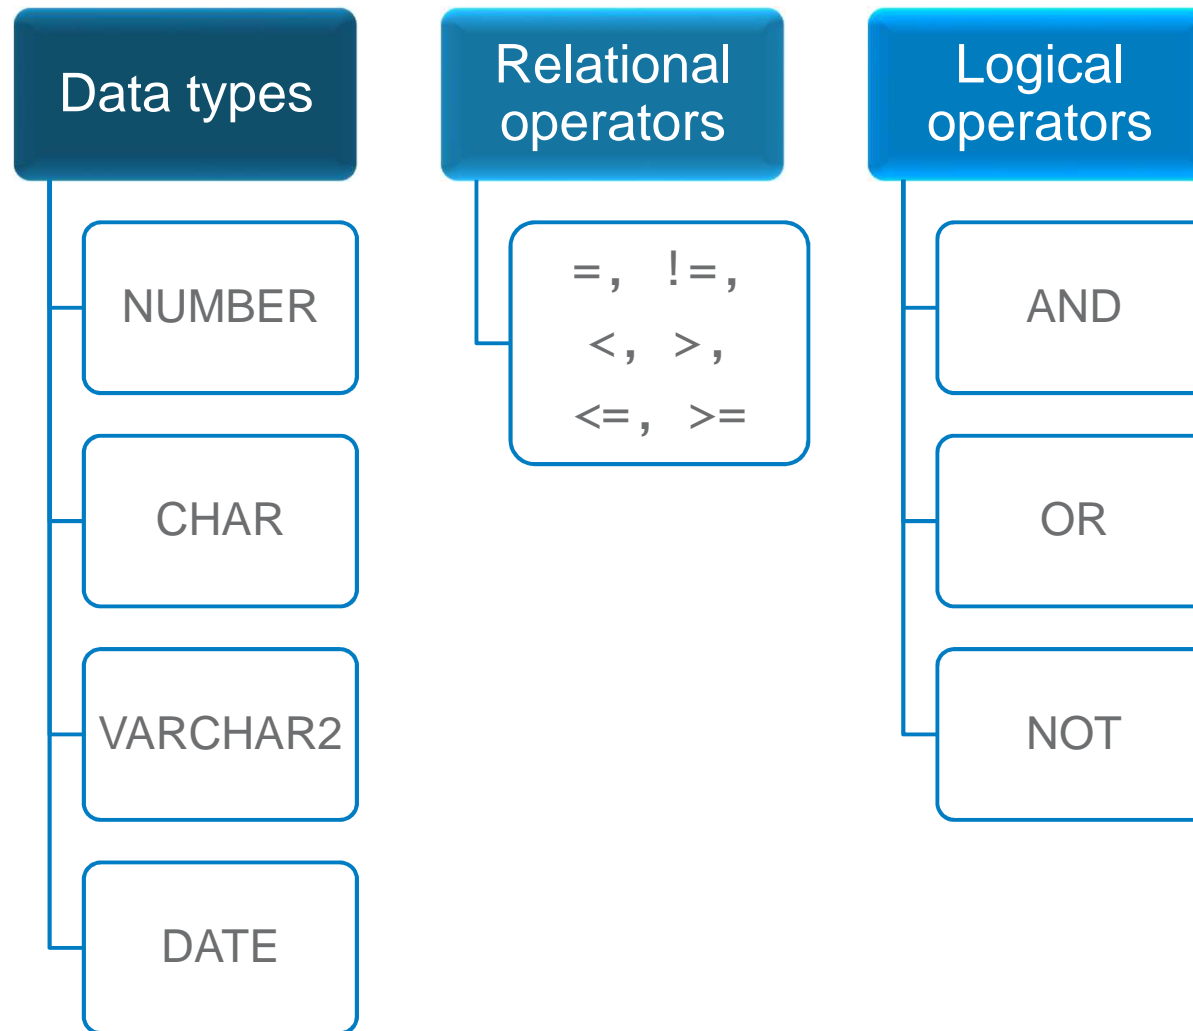 Data types
NUMBER
CHAR
VARCHAR2
DATE
Relational
operators
=, !=,
<, >,
<=, >=
Logical
operators
AND
OR
NOT